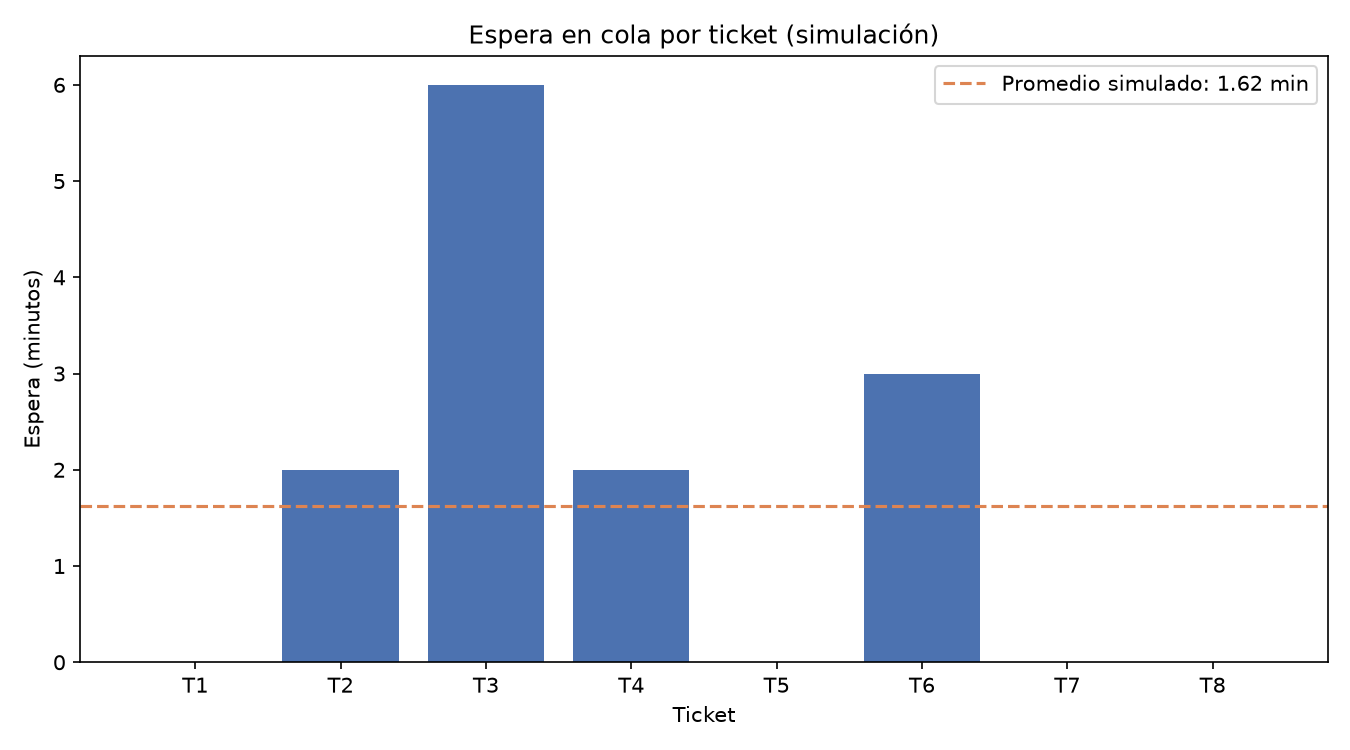 Espera en cola por ticket (simulación)
Promedio simulado: 1.62 min
Espera (minutos)
6
5
4
3
2
1
0
T1 T2 T3 T4 T5 T6 T7 T8
Ticket